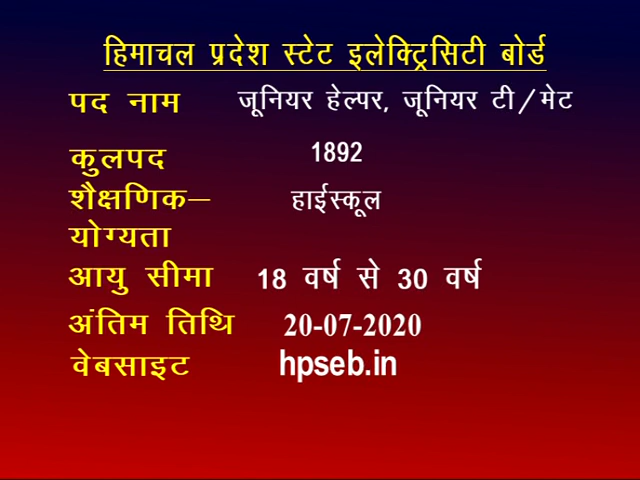 हिमाचल प्रदेश स्टेट इलेक्ट्रिसिटी बोर्ड
पद नाम जूनियर हेल्पर, जूनियर टी/मेट
कुलपद 1892
शैक्षणिक– हाईस्कूल
योग्यता
आयु सीमा 18 वर्ष से 30 वर्ष
अंतिम तिथि 20-07-2020
वेबसाइट hpseb.in